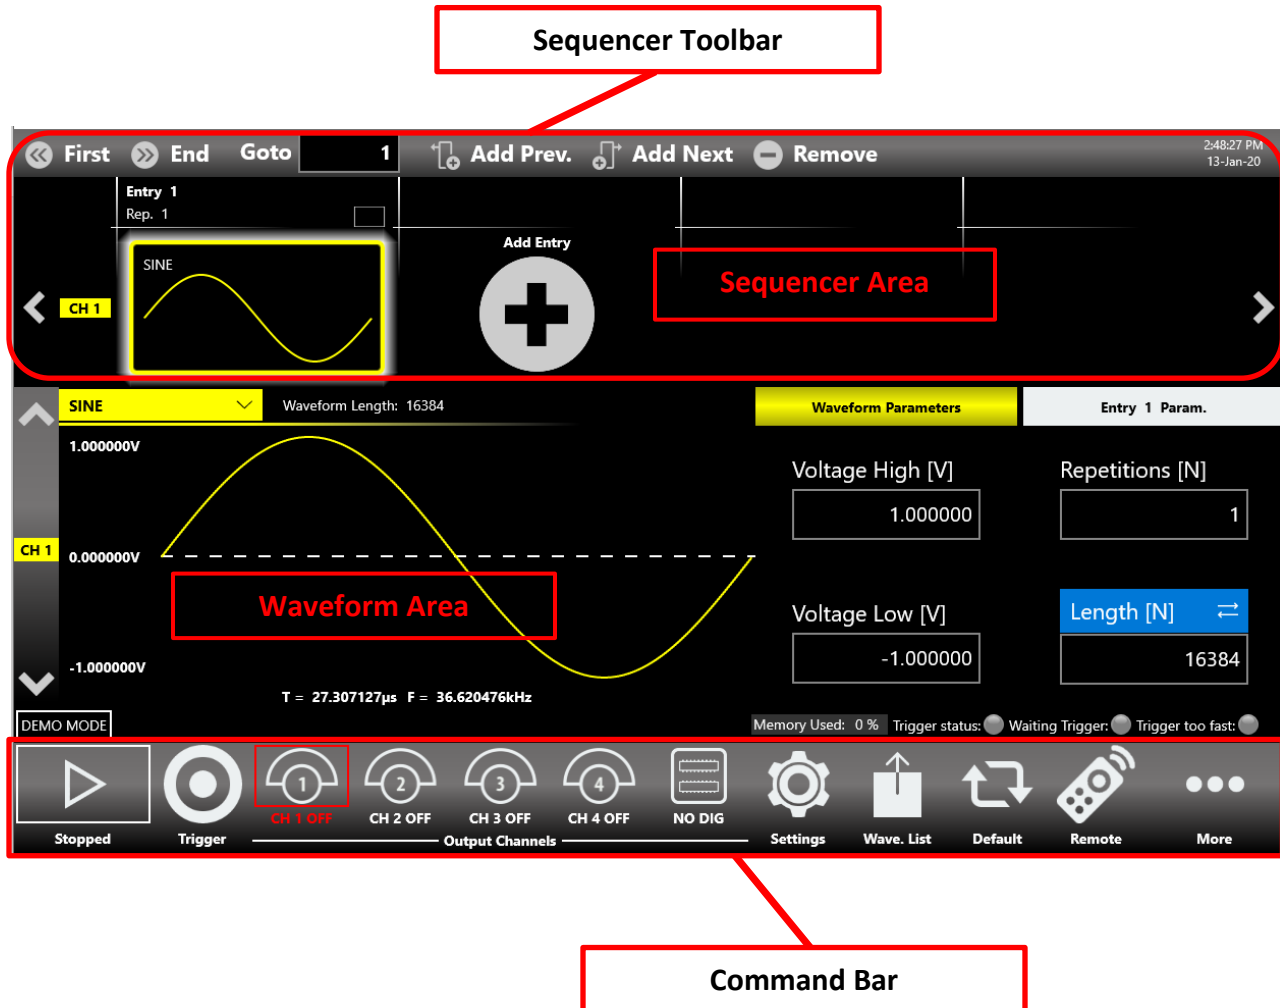 Sequencer Toolbar
First End Goto 1 Add Prev. Add Next Remove
2:48:27 PM
13-Jan-20
Entry 1
Rep. 1
Add Entry
SINE
Sequencer Area
CH 1
SINE Waveform Length: 16384 Waveform Parameters Entry 1 Param.
1.000000V
Voltage High [V] Repetitions [N]
1.000000 1
CH 1
0.000000V
Waveform Area
Voltage Low [V] Length [N]
-1.000000V
-1.000000 16384
T = 27.307127µs F = 36.620476kHz
DEMO MODE
Memory Used: 0 % Trigger status: Waiting Trigger: Trigger too fast:
1 2 3 4
CH 1 OFF CH 2 OFF CH 3 OFF CH 4 OFF NO DIG
Stopped Trigger Output Channels Settings Wave. List Default Remote More
Command Bar